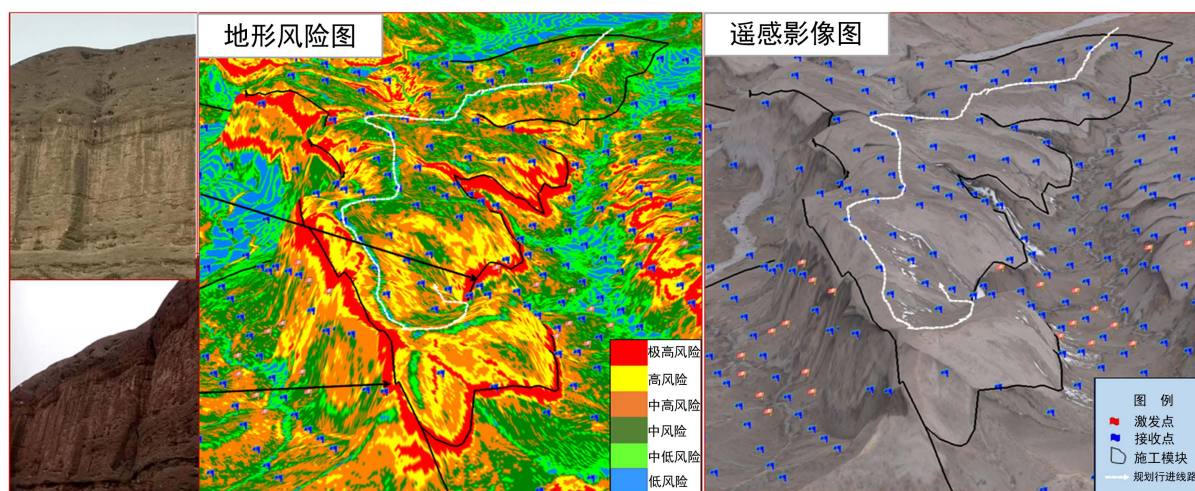 地形风险图
遥感影像图
极高风险
高风险
中高风险
中风险
中低风险
低风险
图 例
激发点
接收点
施工模块
规划行进线路